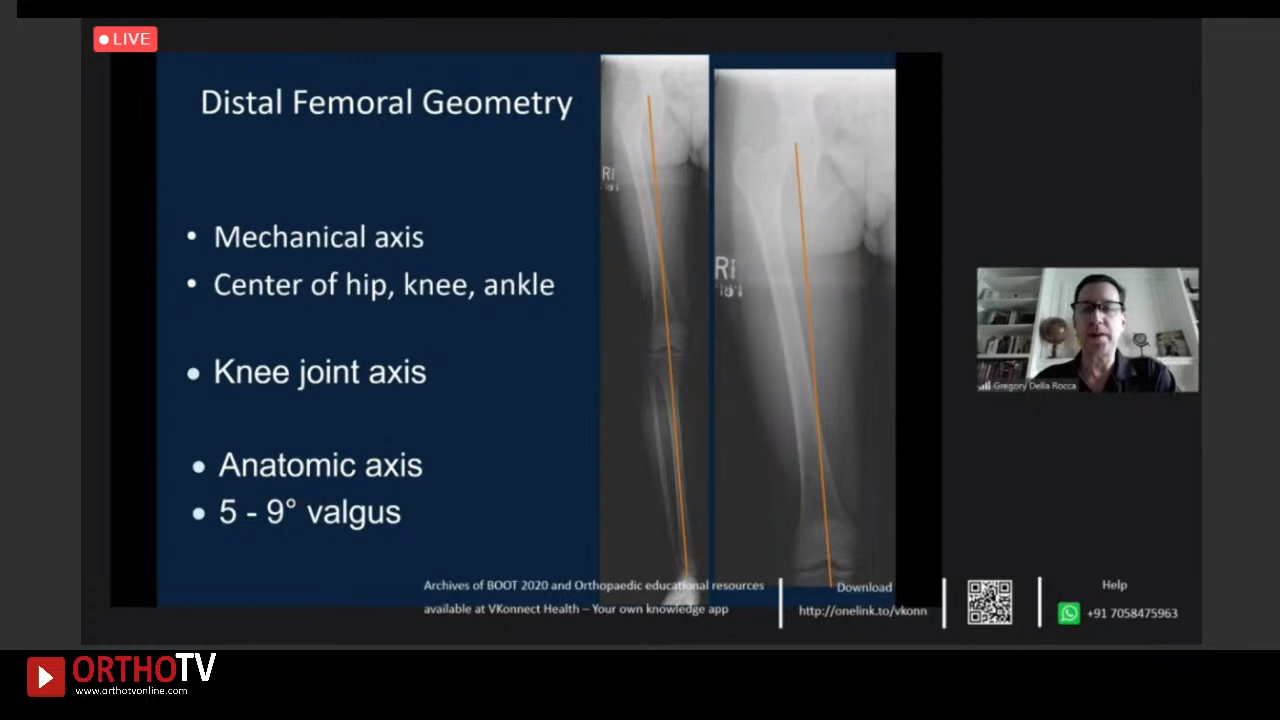 LIVE
Distal Femoral Geometry
• Mechanical axis
• Center of hip, knee, ankle
• Knee joint axis
• Anatomic axis
• 5 - 9° valgus
RI
RI
Gregory Della Rocca
Archives of BOOT 2020 and Orthopaedic educational resources
available at VKonnect Health – Your own knowledge app
Download
http://onelink.to/vkonn
Help
+91 7058475963
ORTHOTV
www.orthotvonline.com